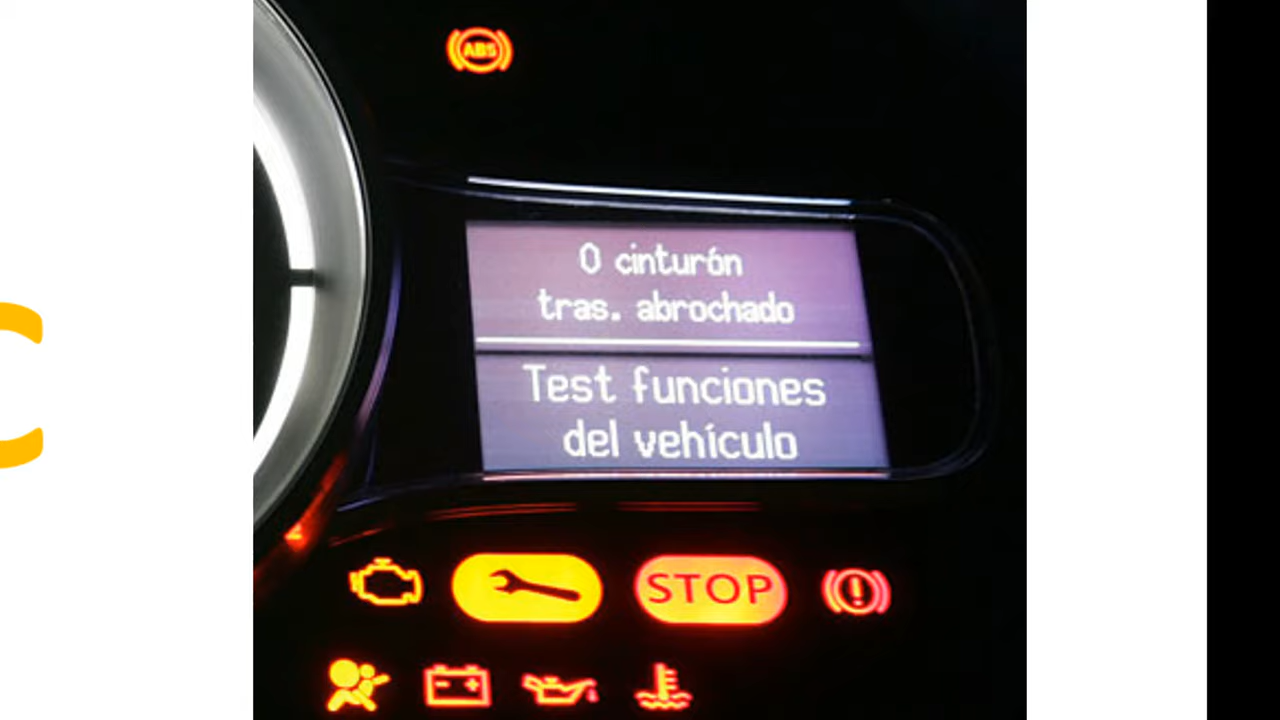 ABS
0 cinturón
tras. abrochado
Test funciones
del vehículo
STOP